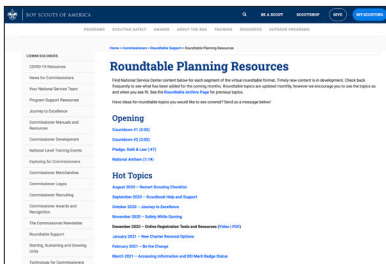 BOY SCOUTS OF AMERICA
BE A SCOUT
SCOUTSHOP
GIVE
MY.SCOUTING
PROGRAMS SCOUTING SAFELY AWARDS ABOUT THE BSA TRAINING RESOURCES OUTDOOR PROGRAMS
Home > Commissioners > Roundtable Support > Roundtable Planning Resources
COMMISSIONERS
COVID-19 Resources
News for Commissioners
Your National Service Team
Program Support Resources
Journey to Excellence
Commissioner Manuals and
Resources
Commissioner Development
National Level Training Events
Exploring for Commissioners
Commissioner Merchandise
Commissioner Logos
Commissioner Recruiting
Commissioner Awards and
Recognition
The Commissioner Newsletter
Roundtable Support
Starting, Sustaining and Growing
Units
Technology for Commissioners
Roundtable Planning Resources
Find National Service Center content below for each segment of the virtual roundtable format. Timely new content is in development. Check back
frequently to see what has been added for the coming months. Roundtable topics are updated monthly, however we encourage you to use the topics as
and when you see fit. See the Roundtable Archive Page for previous topics.
Have ideas for roundtable topics you would like to see covered? Send us a message below!
Opening
Countdown #1 (3:00)
Countdown #2 (3:00)
Pledge, Oath & Law (:47)
National Anthem (1:14)
Hot Topics
August 2020 – Restart Scouting Checklist
September 2020 – Scoutbook Help and Support
October 2020 – Journey to Excellence
November 2020 – Safety While Gaming
December 2020 – Online Registration Tools and Resources (Video | PDF)
January 2021 – New Charter Renewal Options
February 2021 – Be the Change
March 2021 – Accessing Information and DEI Merit Badge Status